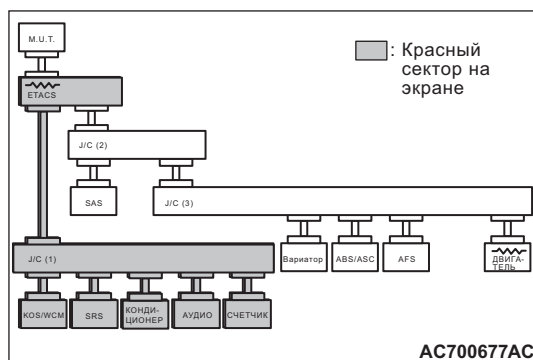 M.U.T.
: Красный
сектор на
экране
ETACS
J/C (2)
SAS
J/C (3)
J/C (1)
Вариатор
ABS/ASC
AFS
ДВИГА-
ТЕЛЬ
KOS/WCM
SRS
КОНДИ-
ЦИОНЕР
АУДИО
СЧЕТЧИК
AC700677AC